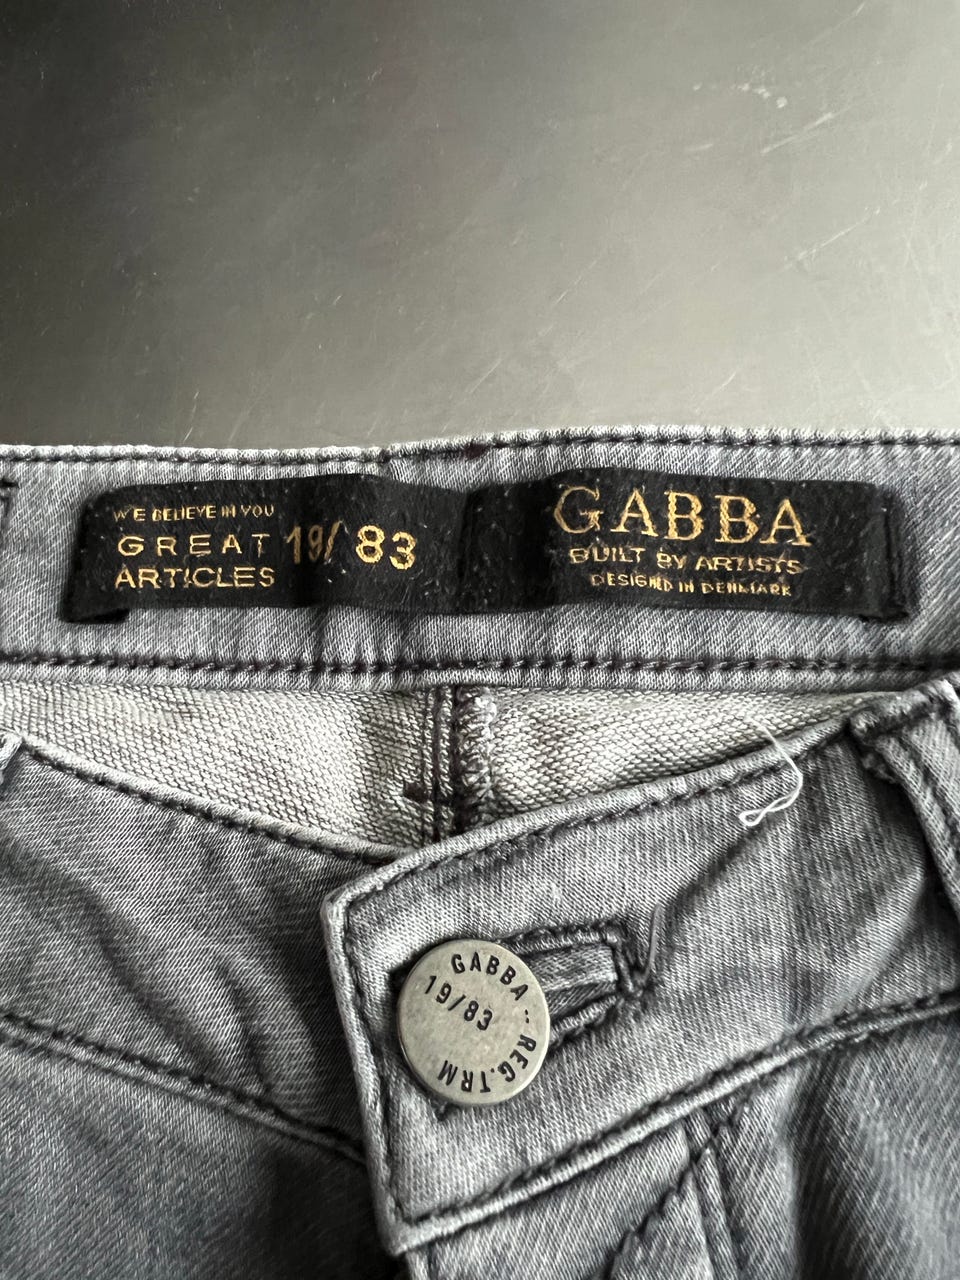 WE BELIEVE IN YOU
GREAT
ARTICLES
19/83
GABBA
BUILT BY ARTISTS
DESIGNED IN DENMARK
GABBA ·· REG.TRM
19/83